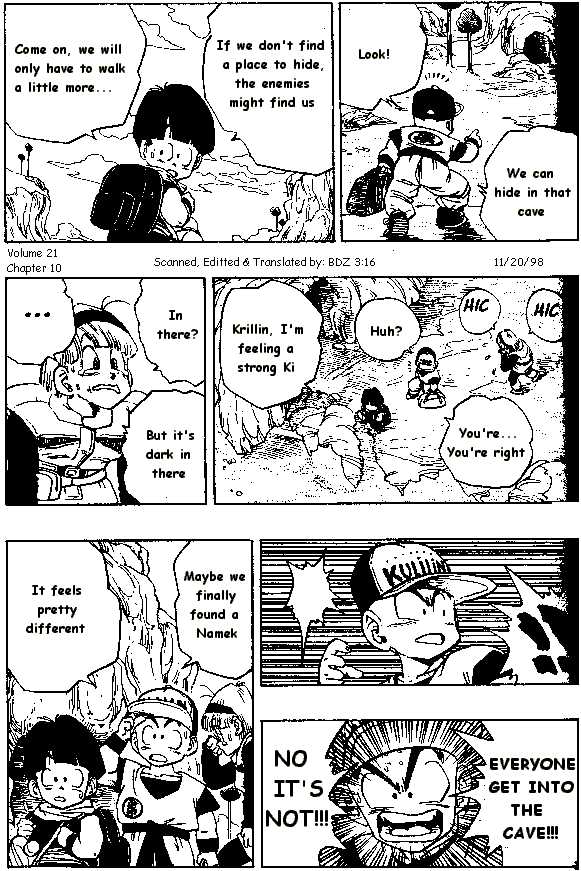 Come on, we will
only have to walk
a little more...
If we don't find
a place to hide,
the enemies
might find us
Look!
We can
hide in that
cave
Volume 21
Chapter 10
Scanned, Editted & Translated by: BDZ 3:16
11/20/98
...
In
there?
But it's
dark in
there
Krillin, I'm
feeling a
strong Ki
Huh?
HIC
HIC
You're...
You're right
It feels
pretty
different
Maybe we
finally
found a
Namek
KULILIN
NO
IT'S
NOT!!!
EVERYONE
GET INTO
THE
CAVE!!!